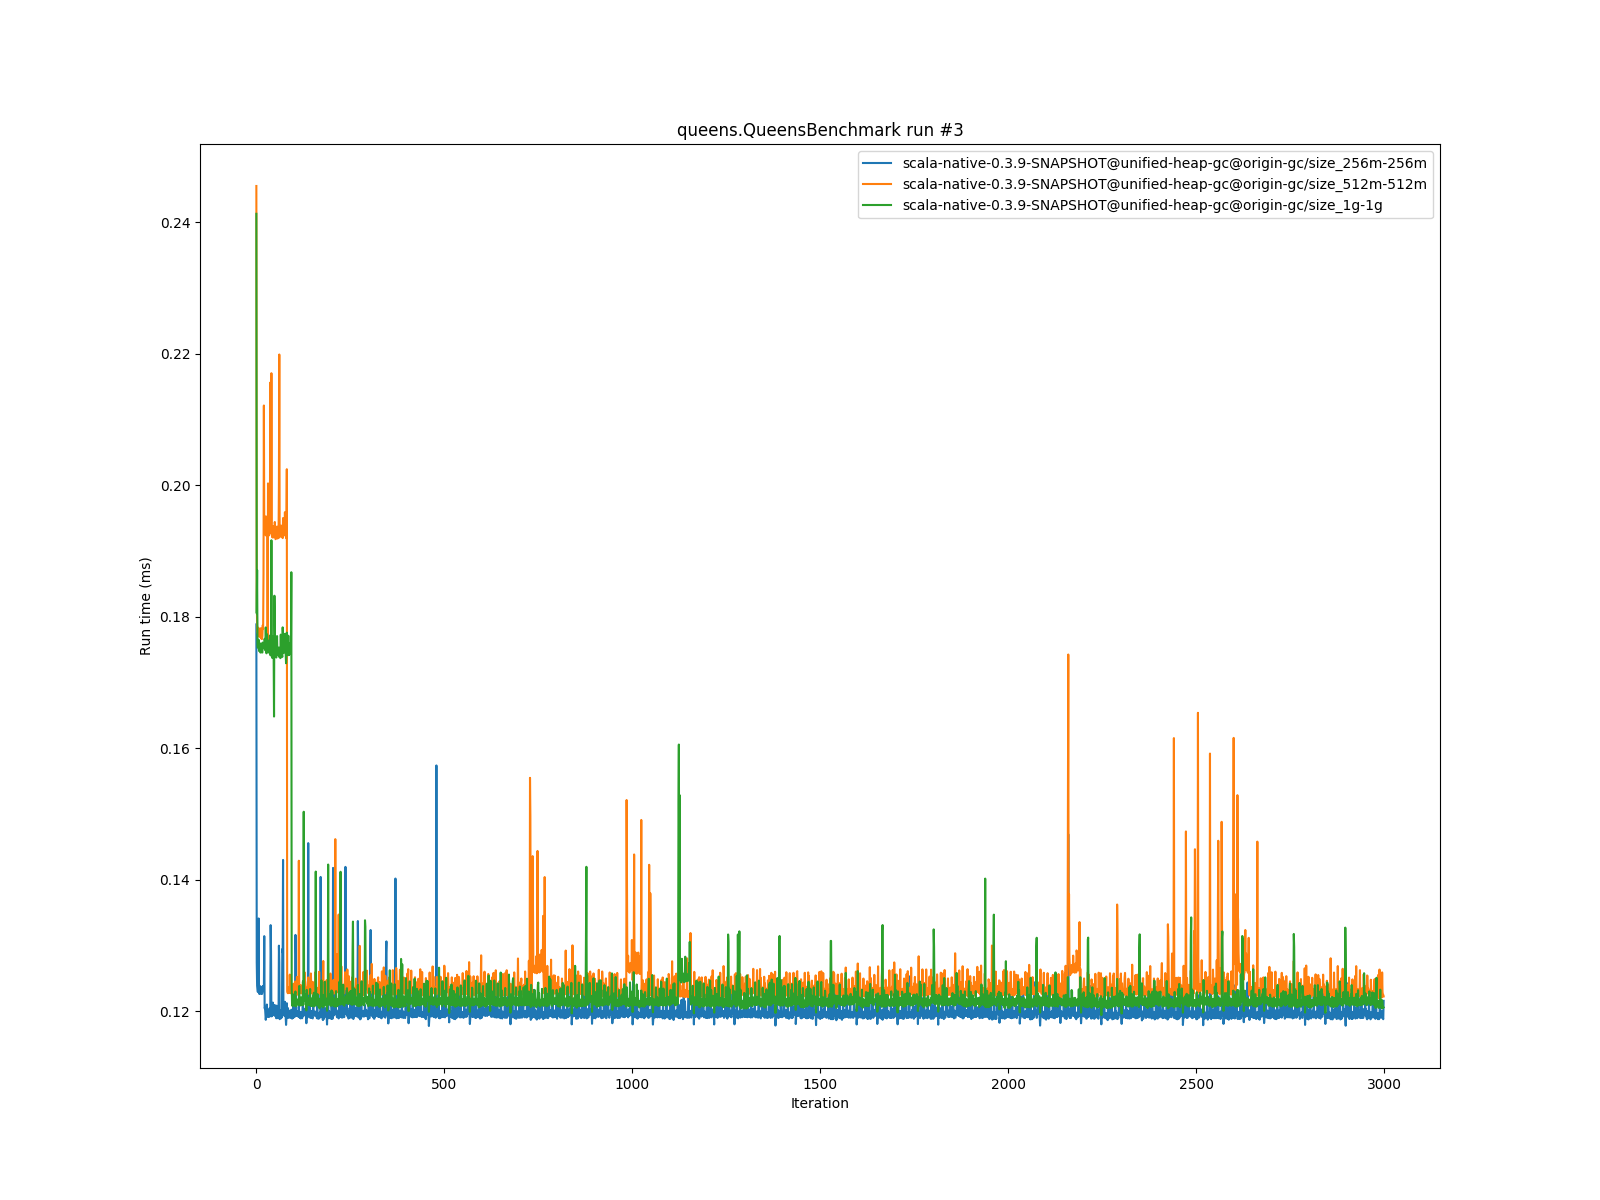 queens.QueensBenchmark run #3
scala-native-0.3.9-SNAPSHOT@unified-heap-gc@origin-gc/size_256m-256m
scala-native-0.3.9-SNAPSHOT@unified-heap-gc@origin-gc/size_512m-512m
scala-native-0.3.9-SNAPSHOT@unified-heap-gc@origin-gc/size_1g-1g
0.24
0.22
0.20
0.18
0.16
0.14
0.12
Run time (ms)
0
500
1000
1500
2000
2500
3000
Iteration